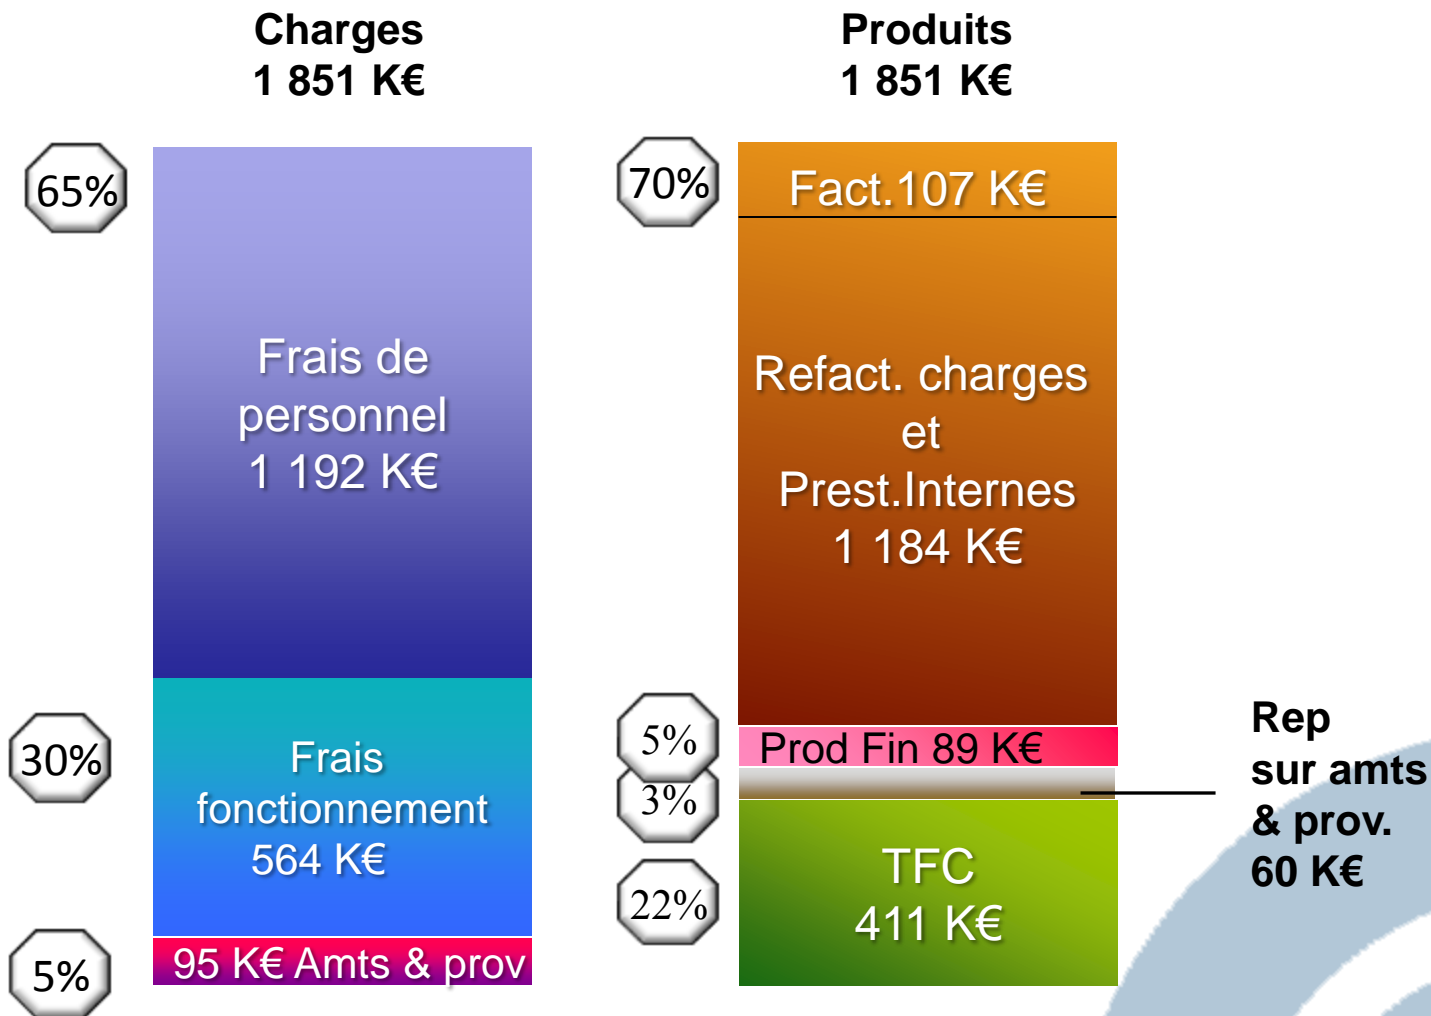 Charges
1 851 K€
65%
Frais de
personnel
1 192 K€
30%
Frais
fonctionnement
564 K€
5%
95 K€ Amts & prov
Produits
1 851 K€
70%
Fact.107 K€
Refact. charges
et
Prest.Internes
1 184 K€
5%
Prod Fin 89 K€
3%
22%
TFC
411 K€
Rep
sur amts
& prov.
60 K€